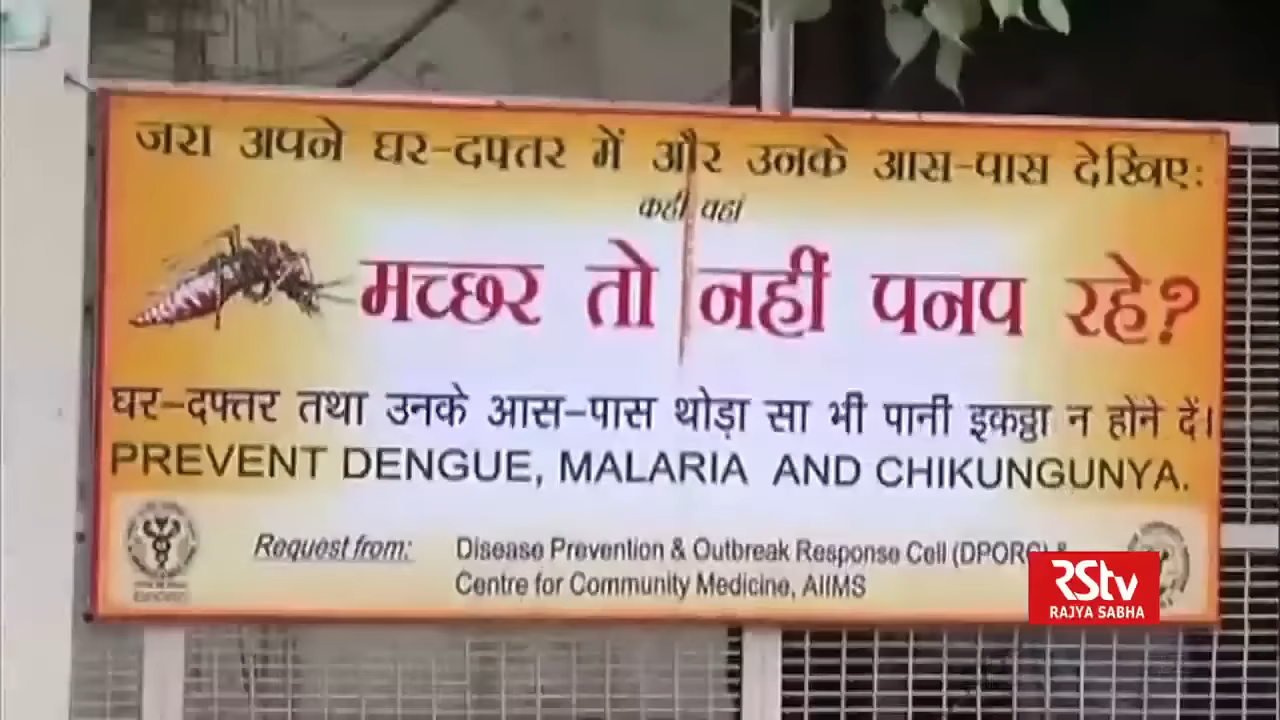 जरा अपने घर-दफ्तर में और उनके आस-पास देखिए:
कहीं वहां
मच्छर तो नहीं पनप रहे?
घर-दफ्तर तथा उनके आस-पास थोड़ा सा भी पानी इकठ्ठा न होने दें।
PREVENT DENGUE, MALARIA AND CHIKUNGUNYA.
Request from: Disease Prevention & Outbreak Response Cell (DPORC) &
Centre for Community Medicine, AIIMS
RSTV
RAJYA SABHA